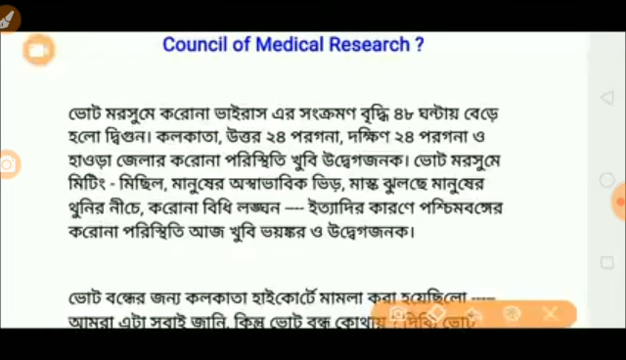 Council of Medical Research ?
ভোট মরসুমে করোনা ভাইরাস এর সংক্রমণ বৃদ্ধি ৪৮ ঘন্টায় বেড়ে
হলো দ্বিগুন। কলকাতা, উত্তর ২৪ পরগনা, দক্ষিণ ২৪ পরগনা ও
হাওড়া জেলার করোনা পরিস্থিতি খুবি উদ্বেগজনক। ভোট মরসুমে
মিটিং - মিছিল, মানুষের অস্বাভাবিক ভিড়, মাস্ক ঝুলছে মানুষের
থুনির নীচে, করোনা বিধি লঙ্ঘন --- ইত্যাদির কারণে পশ্চিমবঙ্গের
করোনা পরিস্থিতি আজ খুবি ভয়ঙ্কর ও উদ্বেগজনক।
ভোট বন্ধের জন্য কলকাতা হাইকোর্টে মামলা করা হয়েছিলো ----
আমরা এটা সবাই জানি, কিন্তু ভোট বন্ধ কোথায় ? দিব্যি ভোট